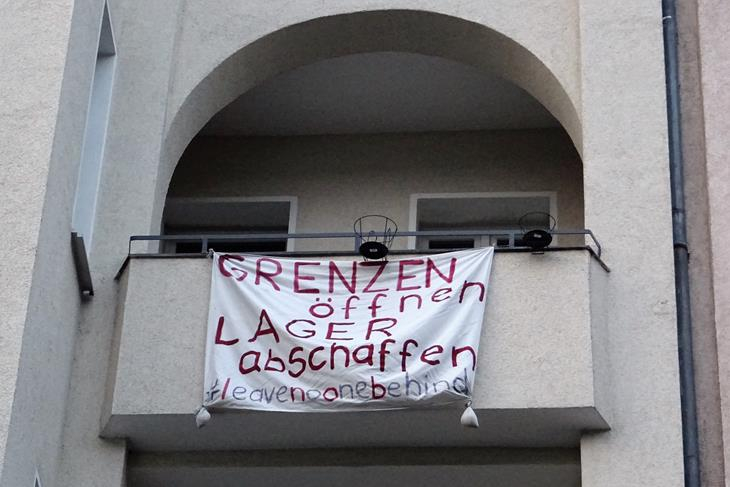 GRENZEN
öffnen
LAGER
abschaffen
#leavenoonebehind